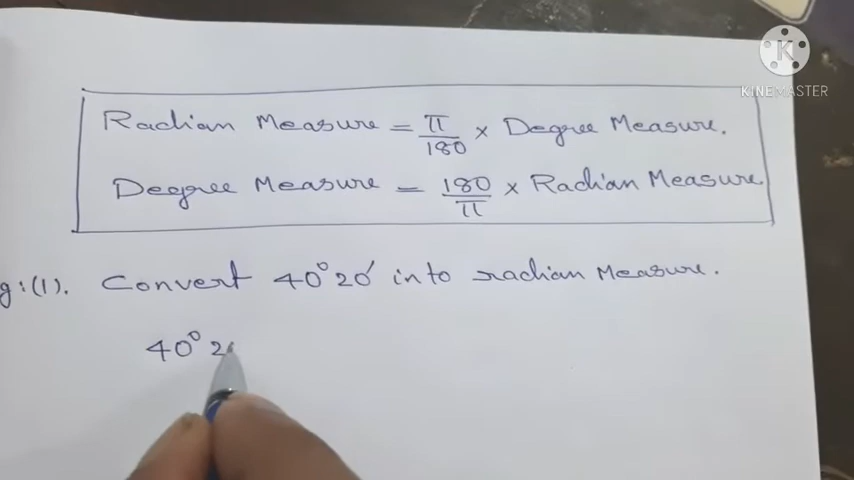 K
KINEMASTER
Radian Measure = π/180 × Degree Measure.
Degree Measure = 180/π × Radian Measure.
g:(1). Convert 40°20′ into radian Measure.
40° 2